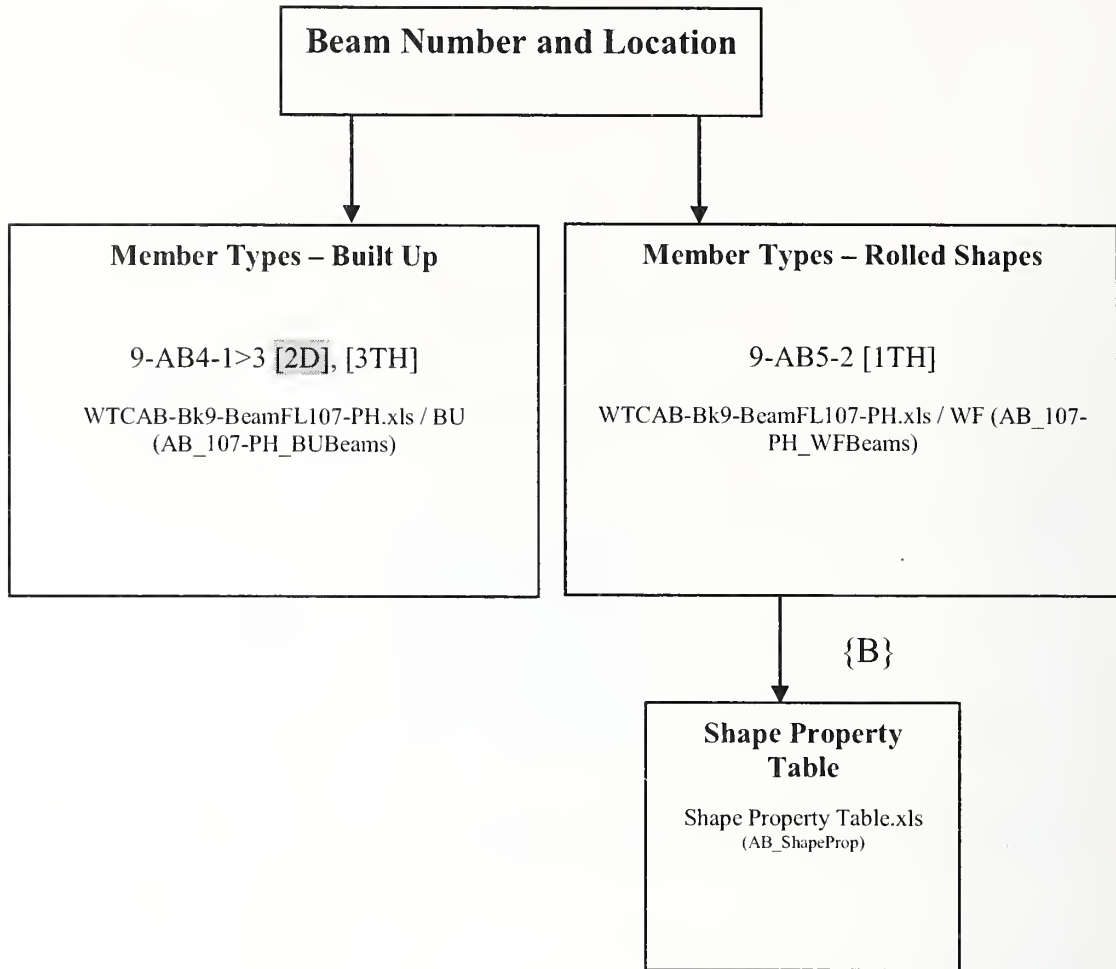 Beam Number and Location
Member Types – Built Up
9-AB4-1>3 [2D], [3TH]
WTCAB-Bk9-BeamFL107-PH.xls / BU
(AB_107-PH_BUBeams)
Member Types – Rolled Shapes
9-AB5-2 [1TH]
WTCAB-Bk9-BeamFL107-PH.xls / WF (AB_107-
PH_WFBeams)
{B}
Shape Property
Table
Shape Property Table.xls
(AB_ShapeProp)